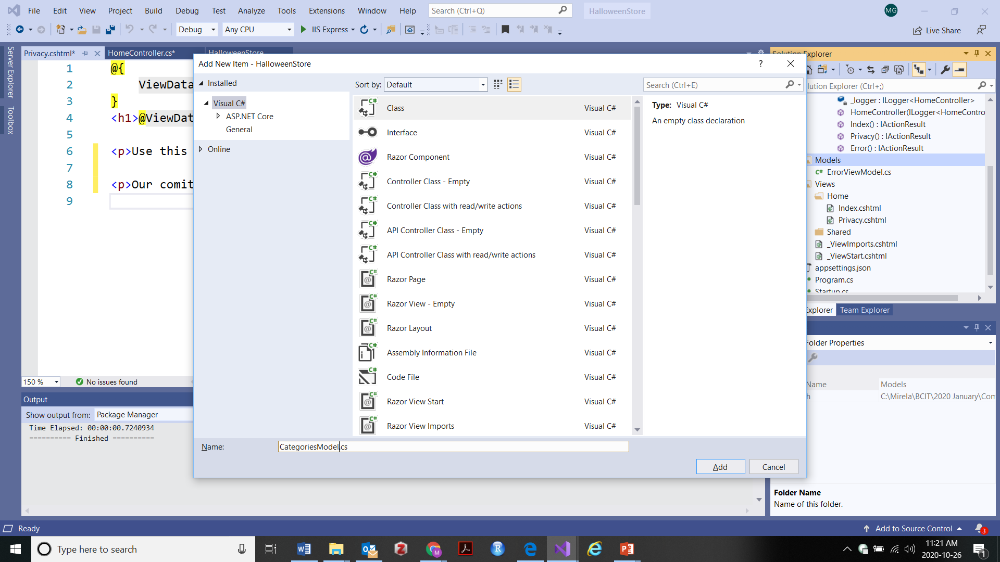 File Edit View Project Build Debug Test Analyze Tools Extensions Window Help Search (Ctrl+Q) HalloweenStore MG
Debug Any CPU IIS Express Live Share
Server Explorer
Toolbox
Privacy.cshtml* HomeController.cs* HalloweenStore
1 @{
2 ViewData
3 }
4 <h1>@ViewDat
5
6 <p>Use this
7
8 <p>Our comit
9
150 % No issues found
Output
Show output from: Package Manager
Time Elapsed: 00:00:00.7240934
========== Finished ==========
Add New Item - HalloweenStore ?
Installed
Visual C#
ASP.NET Core
General
Online
Sort by: Default
Search (Ctrl+E)
Class Visual C#
Interface Visual C#
Razor Component Visual C#
Controller Class - Empty Visual C#
Controller Class with read/write actions Visual C#
API Controller Class - Empty Visual C#
API Controller Class with read/write actions Visual C#
Razor Page Visual C#
Razor View - Empty Visual C#
Razor Layout Visual C#
Assembly Information File Visual C#
Code File Visual C#
Razor View Start Visual C#
Razor View Imports Visual C#
Type: Visual C#
An empty class declaration
Name: CategoriesModel.cs
Add Cancel
Solution Explorer
lution Explorer (Ctrl+;)
_logger : ILogger<HomeController>
HomeController(ILogger<HomeContro
Index() : IActionResult
Privacy() : IActionResult
Error() : IActionResult
Models
C# ErrorViewModel.cs
Views
Home
Index.cshtml
Privacy.cshtml
Shared
_ViewImports.cshtml
_ViewStart.cshtml
appsettings.json
Program.cs
Startup.cs
Explorer Team Explorer
Folder Properties
Name Models
h C:\Mirela\BCIT\2020 January\Com
Folder Name
Name of this folder.
Ready Add to Source Control 3
Type here to search
11:21 AM
2020-10-26
1